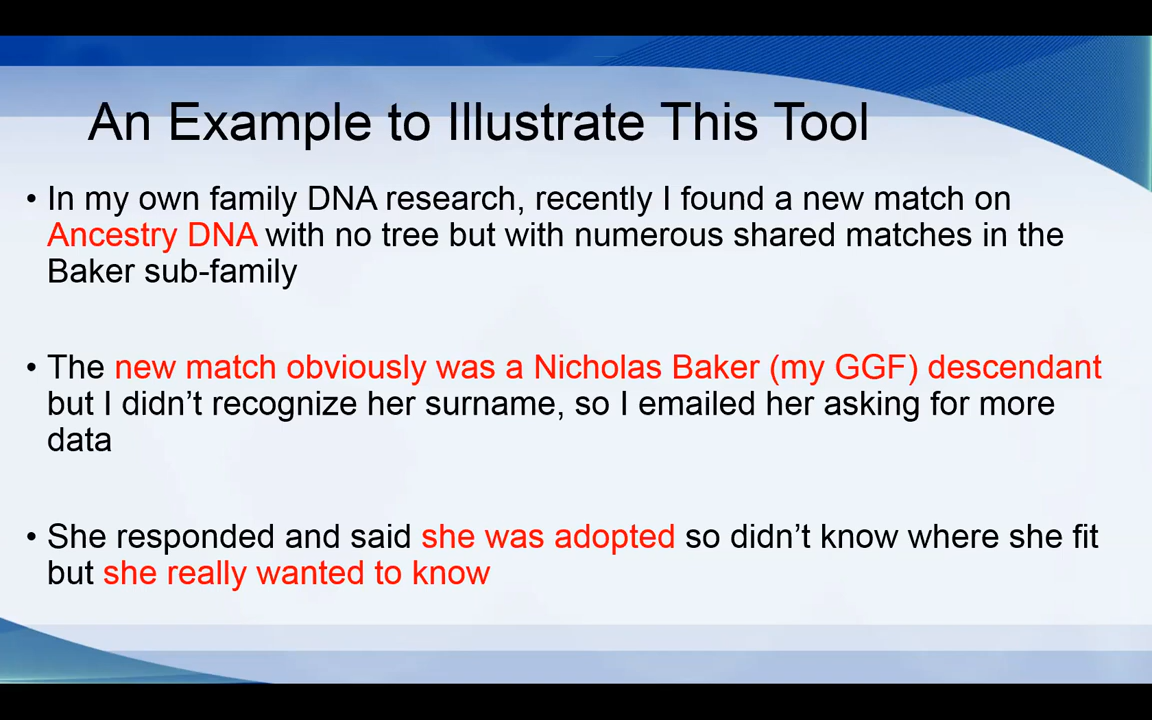 An Example to Illustrate This Tool
• In my own family DNA research, recently I found a new match on
Ancestry DNA with no tree but with numerous shared matches in the
Baker sub-family
• The new match obviously was a Nicholas Baker (my GGF) descendant
but I didn’t recognize her surname, so I emailed her asking for more
data
• She responded and said she was adopted so didn’t know where she fit
but she really wanted to know